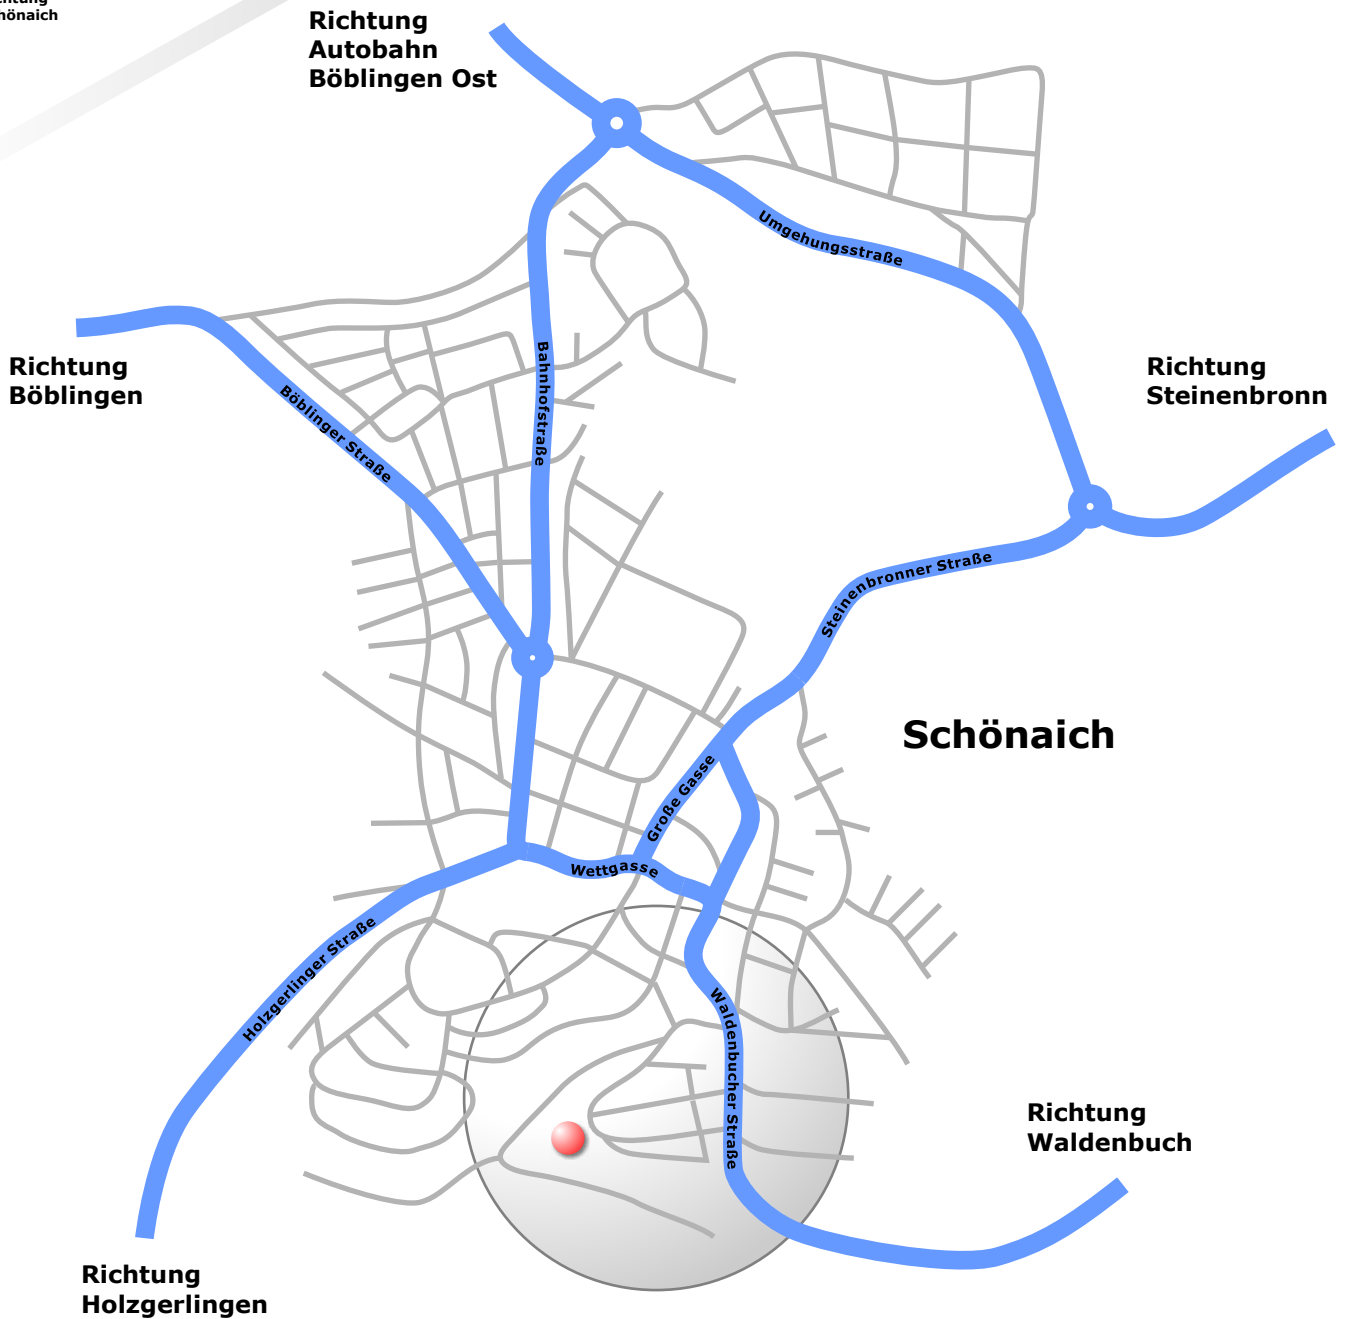 Schönaich
Richtung
Autobahn
Böblingen Ost
Umgehungsstraße
Richtung
Böblingen
Bahnhofstraße
Böblinger Straße
Richtung
Steinenbronn
Steinenbronner Straße
Schönaich
Große Gasse
Wettgasse
Holzgerlinger Straße
Waldenbucher Straße
Richtung
Waldenbuch
Richtung
Holzgerlingen